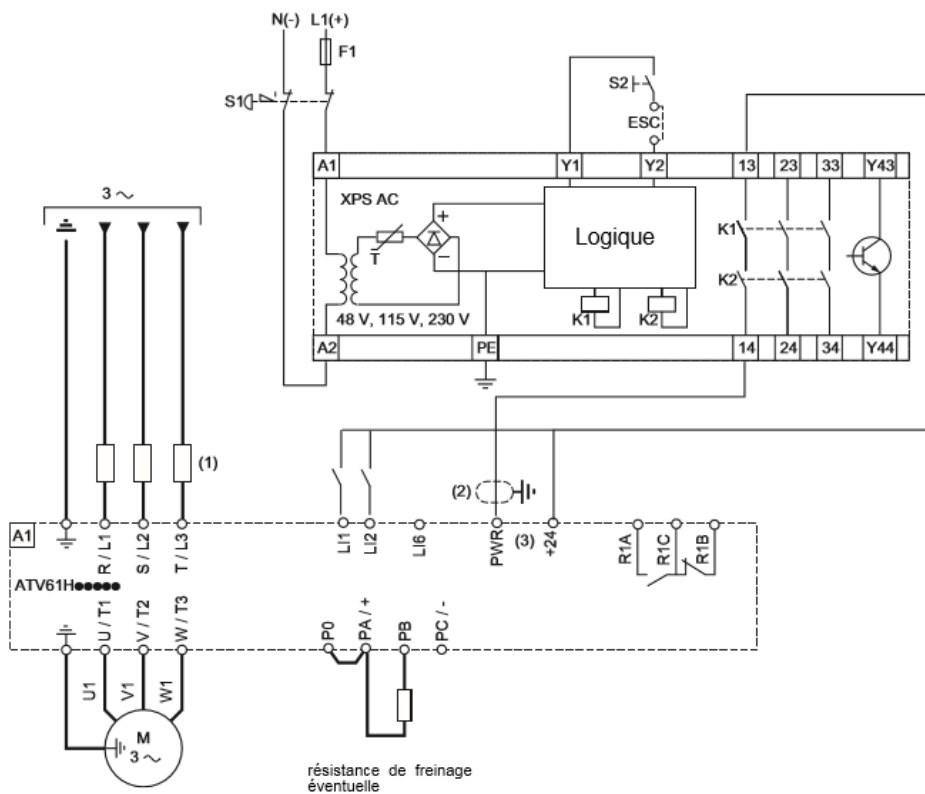 N(-) L1(+)
F1
S1
S2
ESC
A1 Y1 Y2 13 23 33 Y43
XPS AC
+
Logique
K1
T
−
K2
48 V, 115 V, 230 V
K1 K2
A2 PE 14 24 34 Y44
3 ~
(1)
(2)
A1
R / L1
S / L2
T / L3
LI1
LI2
LI6
PWR
(3)
+24
R1A
R1C
R1B
ATV61H●●●●●
U / T1
V / T2
W / T3
P0
PA / +
PB
PC / -
U1
V1
W1
M
3 ~
résistance de freinage
éventuelle